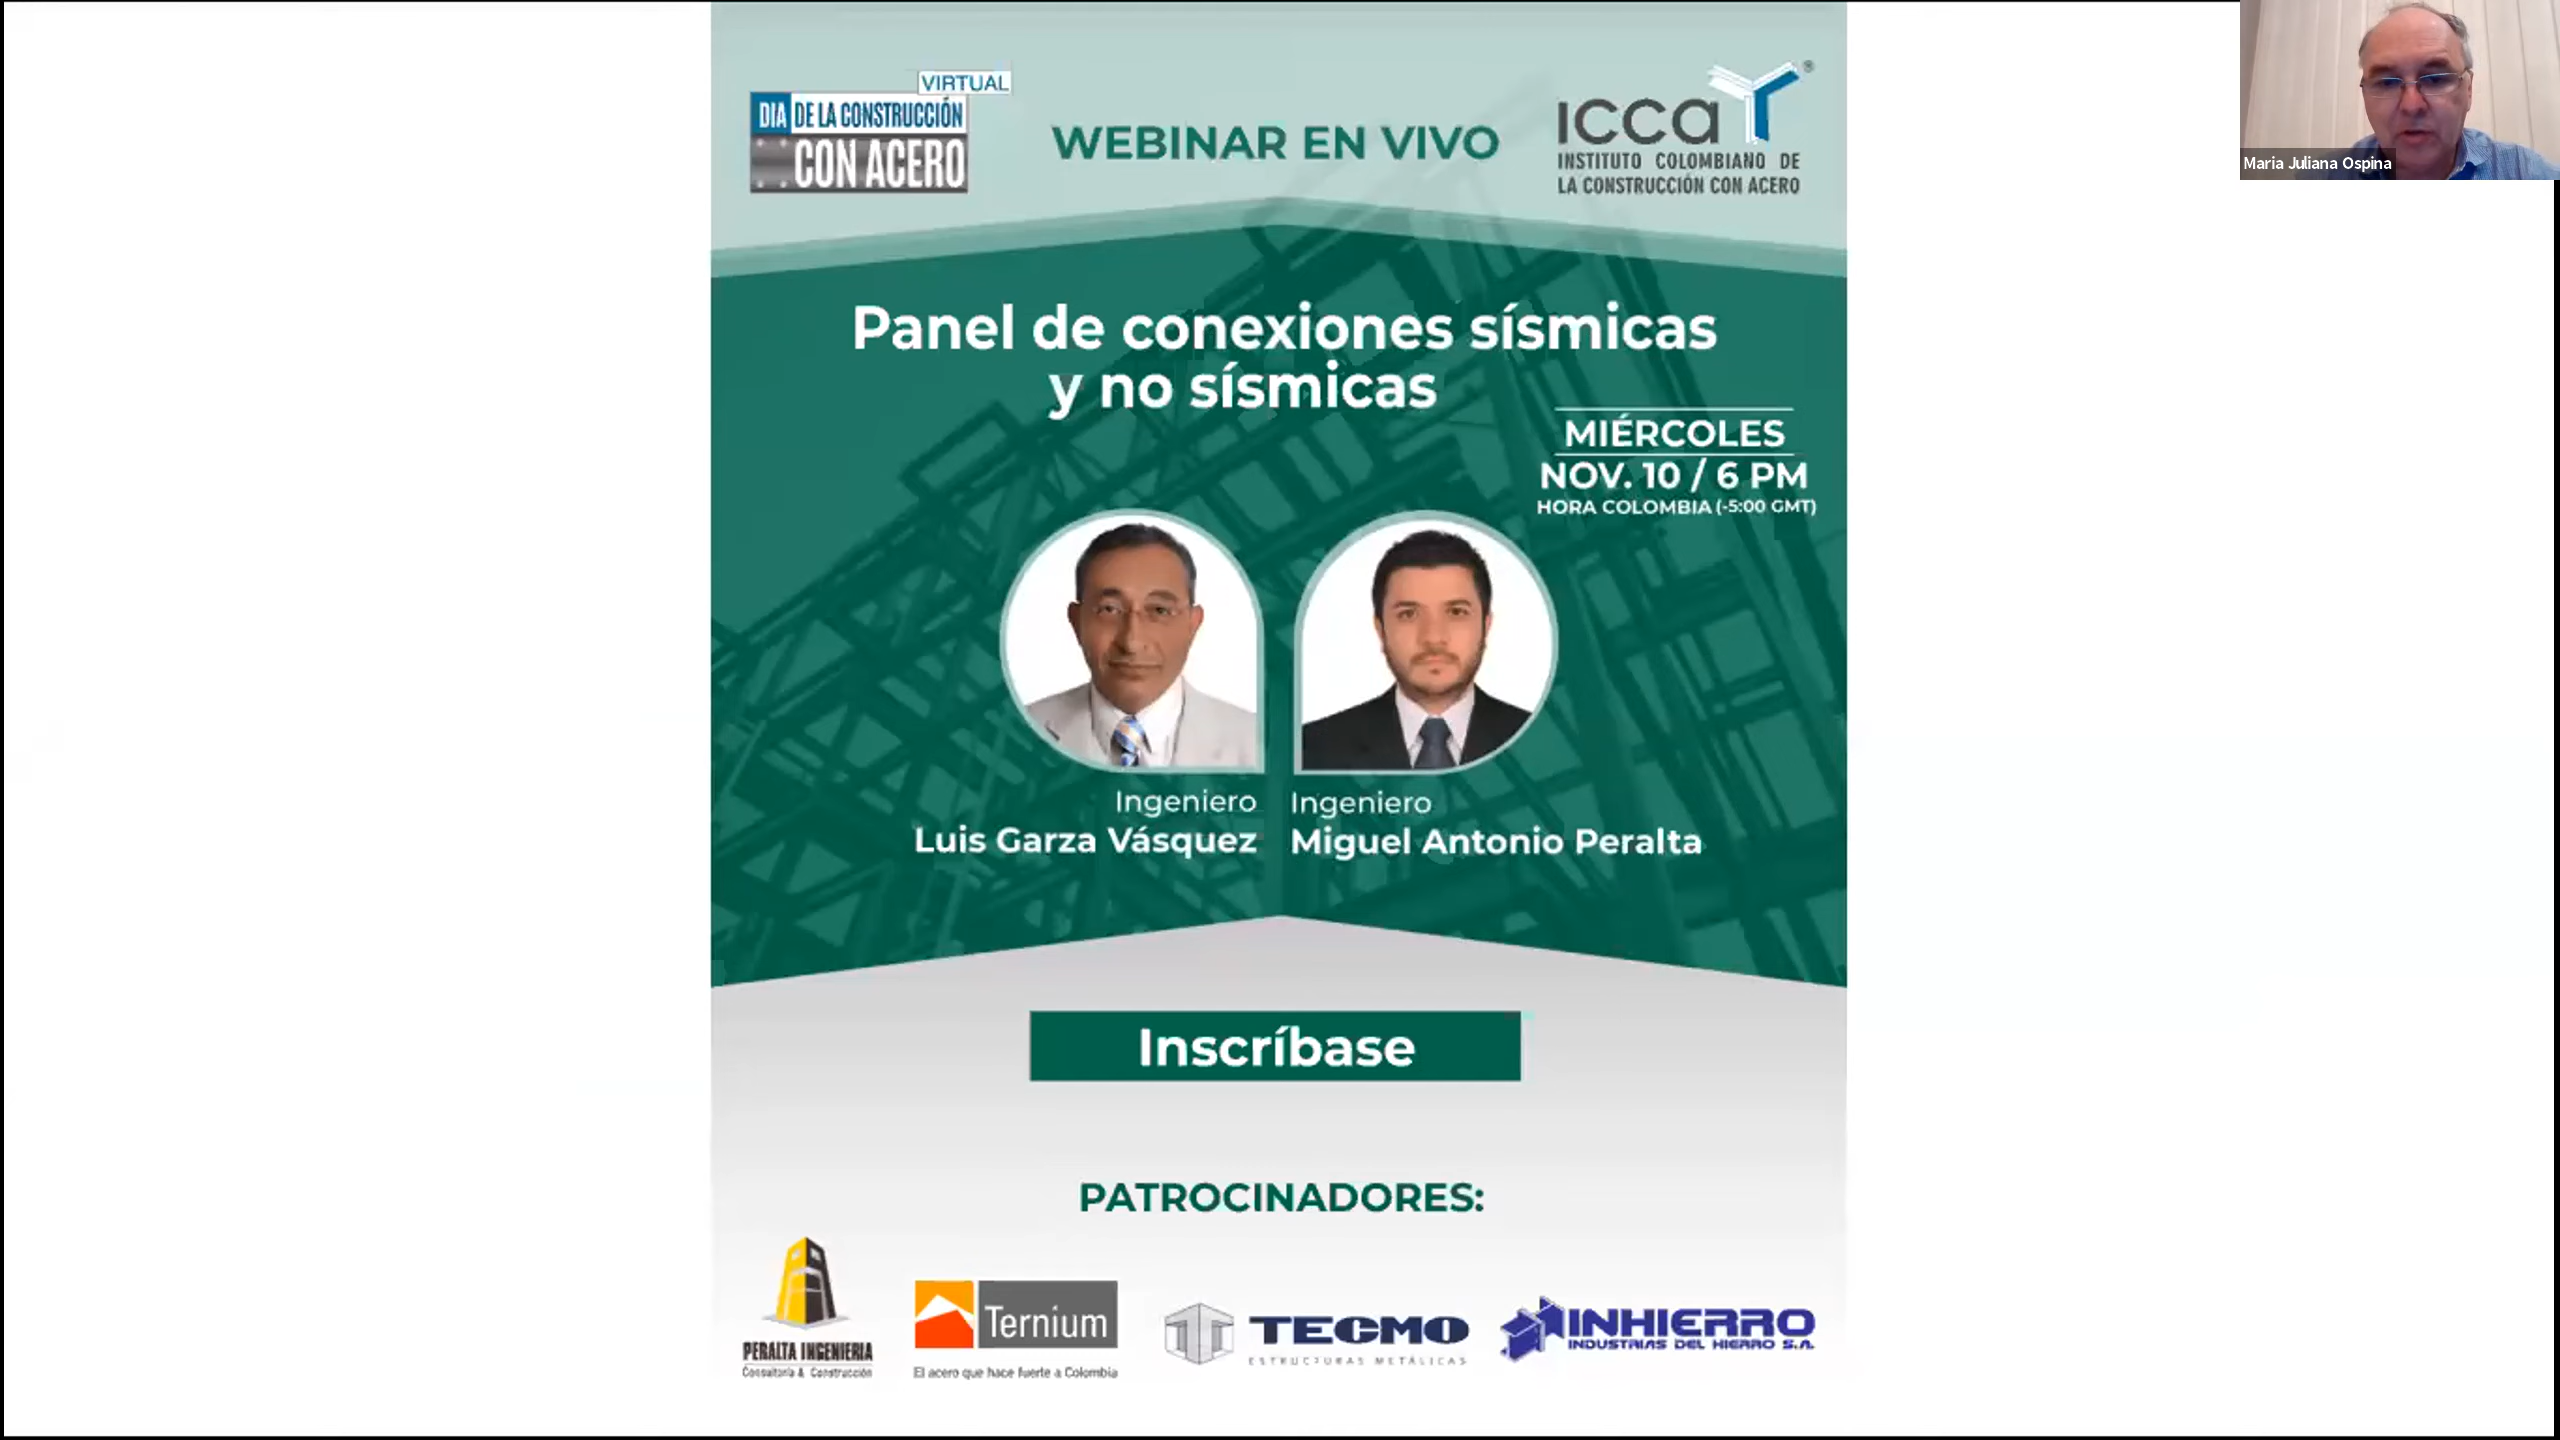 VIRTUAL
DIA DE LA CONSTRUCCIÓN
CON ACERO
WEBINAR EN VIVO
icca ®
INSTITUTO COLOMBIANO DE
LA CONSTRUCCIÓN CON ACERO
Maria Juliana Ospina
Panel de conexiones sísmicas
y no sísmicas
MIÉRCOLES
NOV. 10 / 6 PM
HORA COLOMBIA (-5:00 GMT)
Ingeniero
Luis Garza Vásquez
Ingeniero
Miguel Antonio Peralta
Inscríbase
PATROCINADORES:
PERALTA INGENIERIA
Consultoría & Construcción
Ternium
El acero que hace fuerte a Colombia
TECMO
ESTRUCTURAS METÁLICAS
INHIERRO
INDUSTRIAS DEL HIERRO S.A.